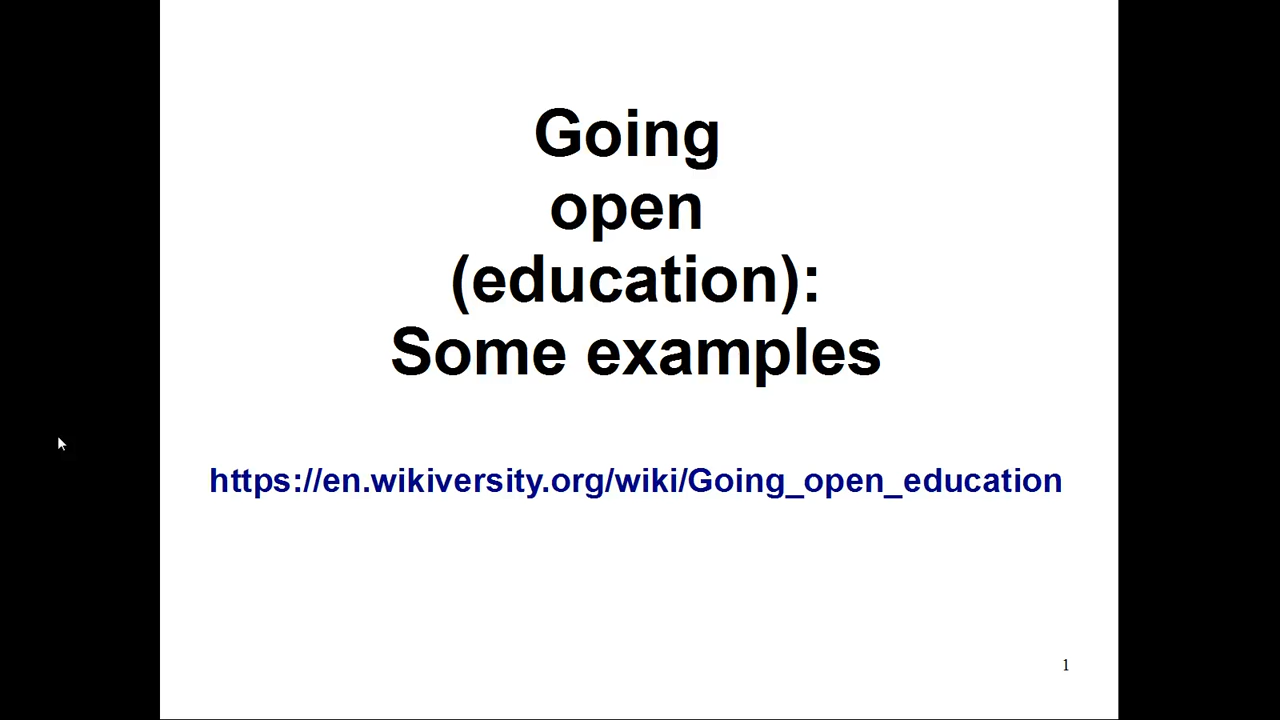 Going
open
(education):
Some examples
https://en.wikiversity.org/wiki/Going_open_education
1